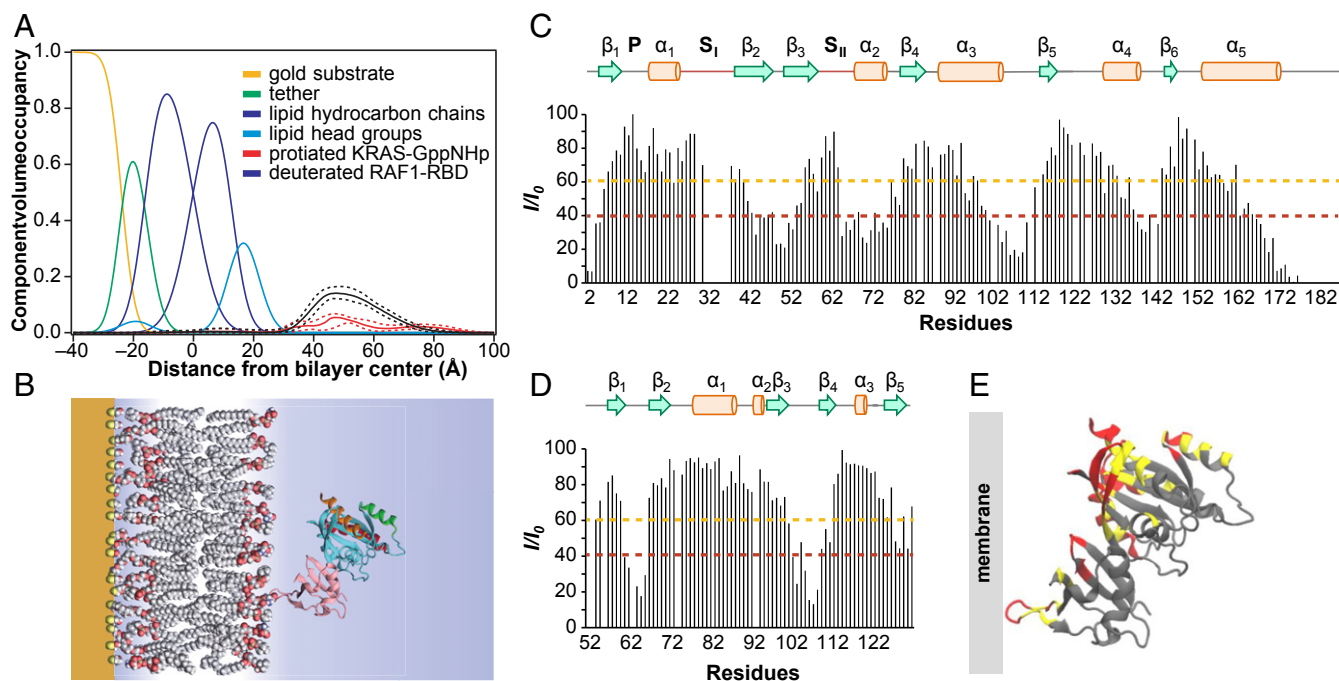 A
Componentvolumeoccupancy
1.0
0.8
0.6
0.4
0.2
0.0
gold substrate
tether
lipid hydrocarbon chains
lipid head groups
protiated KRAS-GppNHp
deuterated RAF1-RBD
–40 –20 0 20 40 60 80 100
Distance from bilayer center (Å)
B
C
β1 P α1 SI β2 β3 SII α2 β4 α3 β5 α4 β6 α5
I/I0
100
80
60
40
20
0
2 12 22 32 42 52 62 72 82 92 102 112 122 132 142 152 162 172 182
Residues
D
β1 β2 α1 α2 β3 β4 α3 β5
I/I0
100
80
60
40
20
0
52 62 72 82 92 102 112 122
Residues
E
membrane